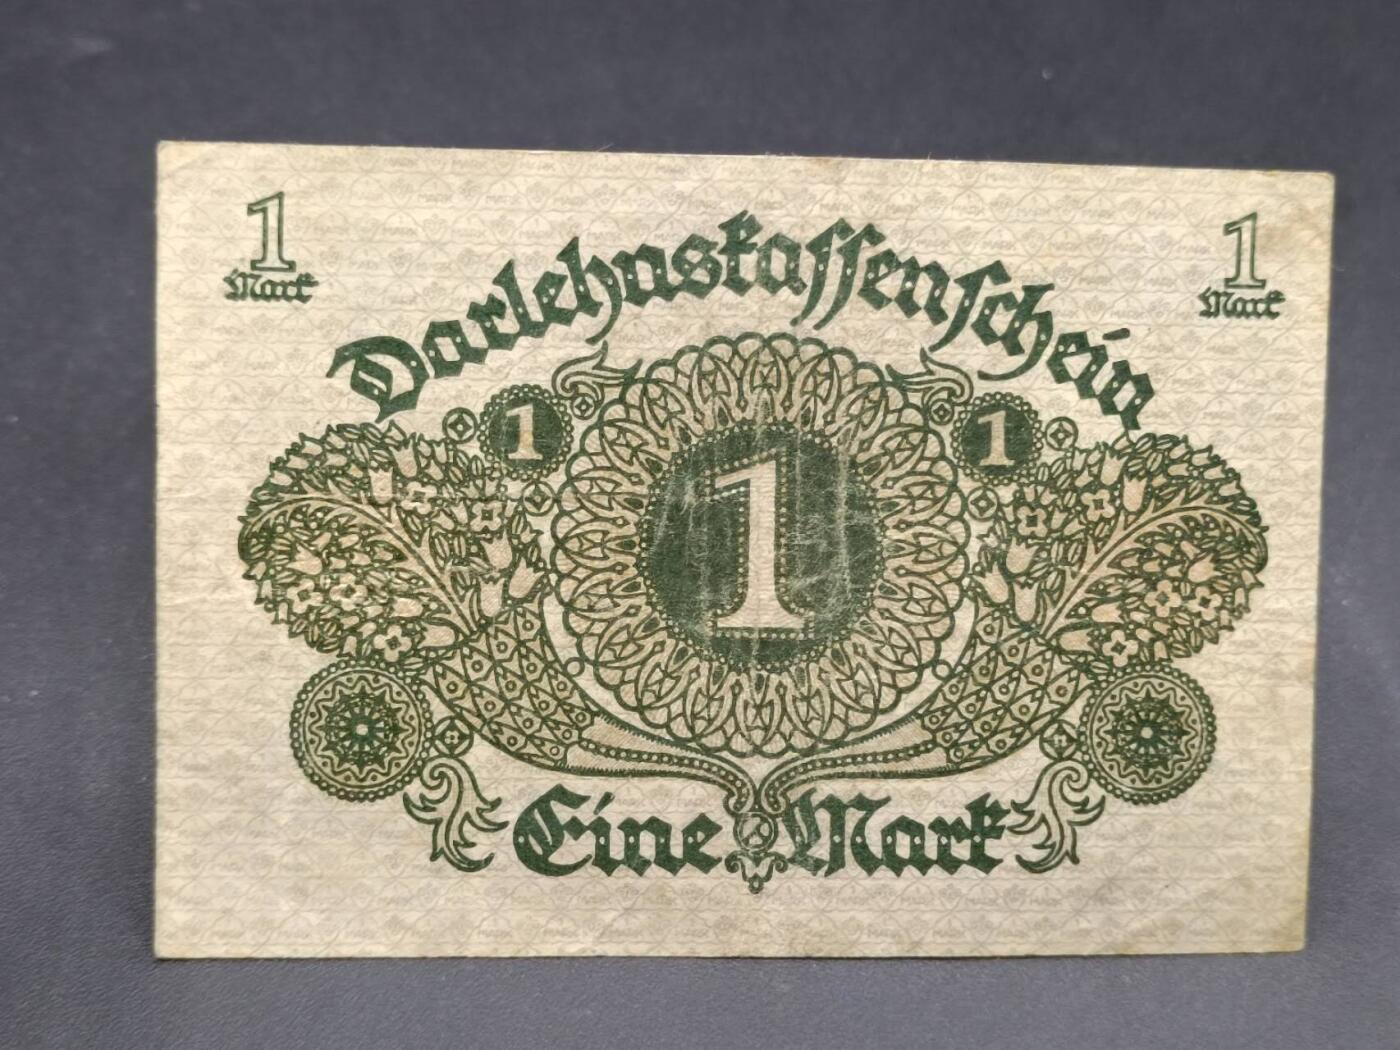 1 1
Mark Mark
Darlehnskassenschein
1 1
1
Eine Mark